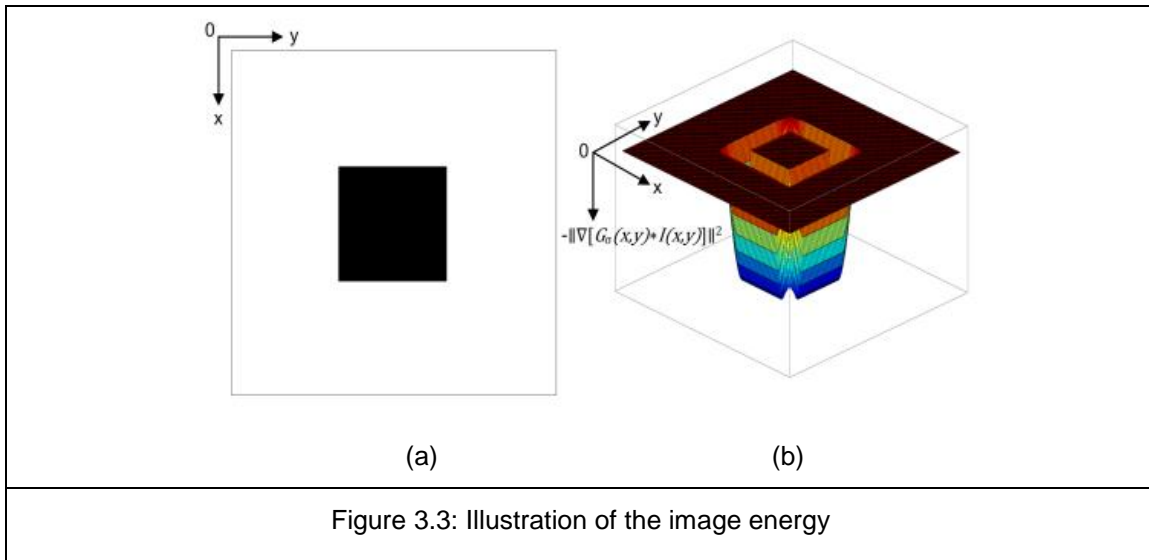 0
y
x
y
0
x
-‖∇[Gσ(x,y)*I(x,y)]‖²
(a)
(b)
Figure 3.3: Illustration of the image energy